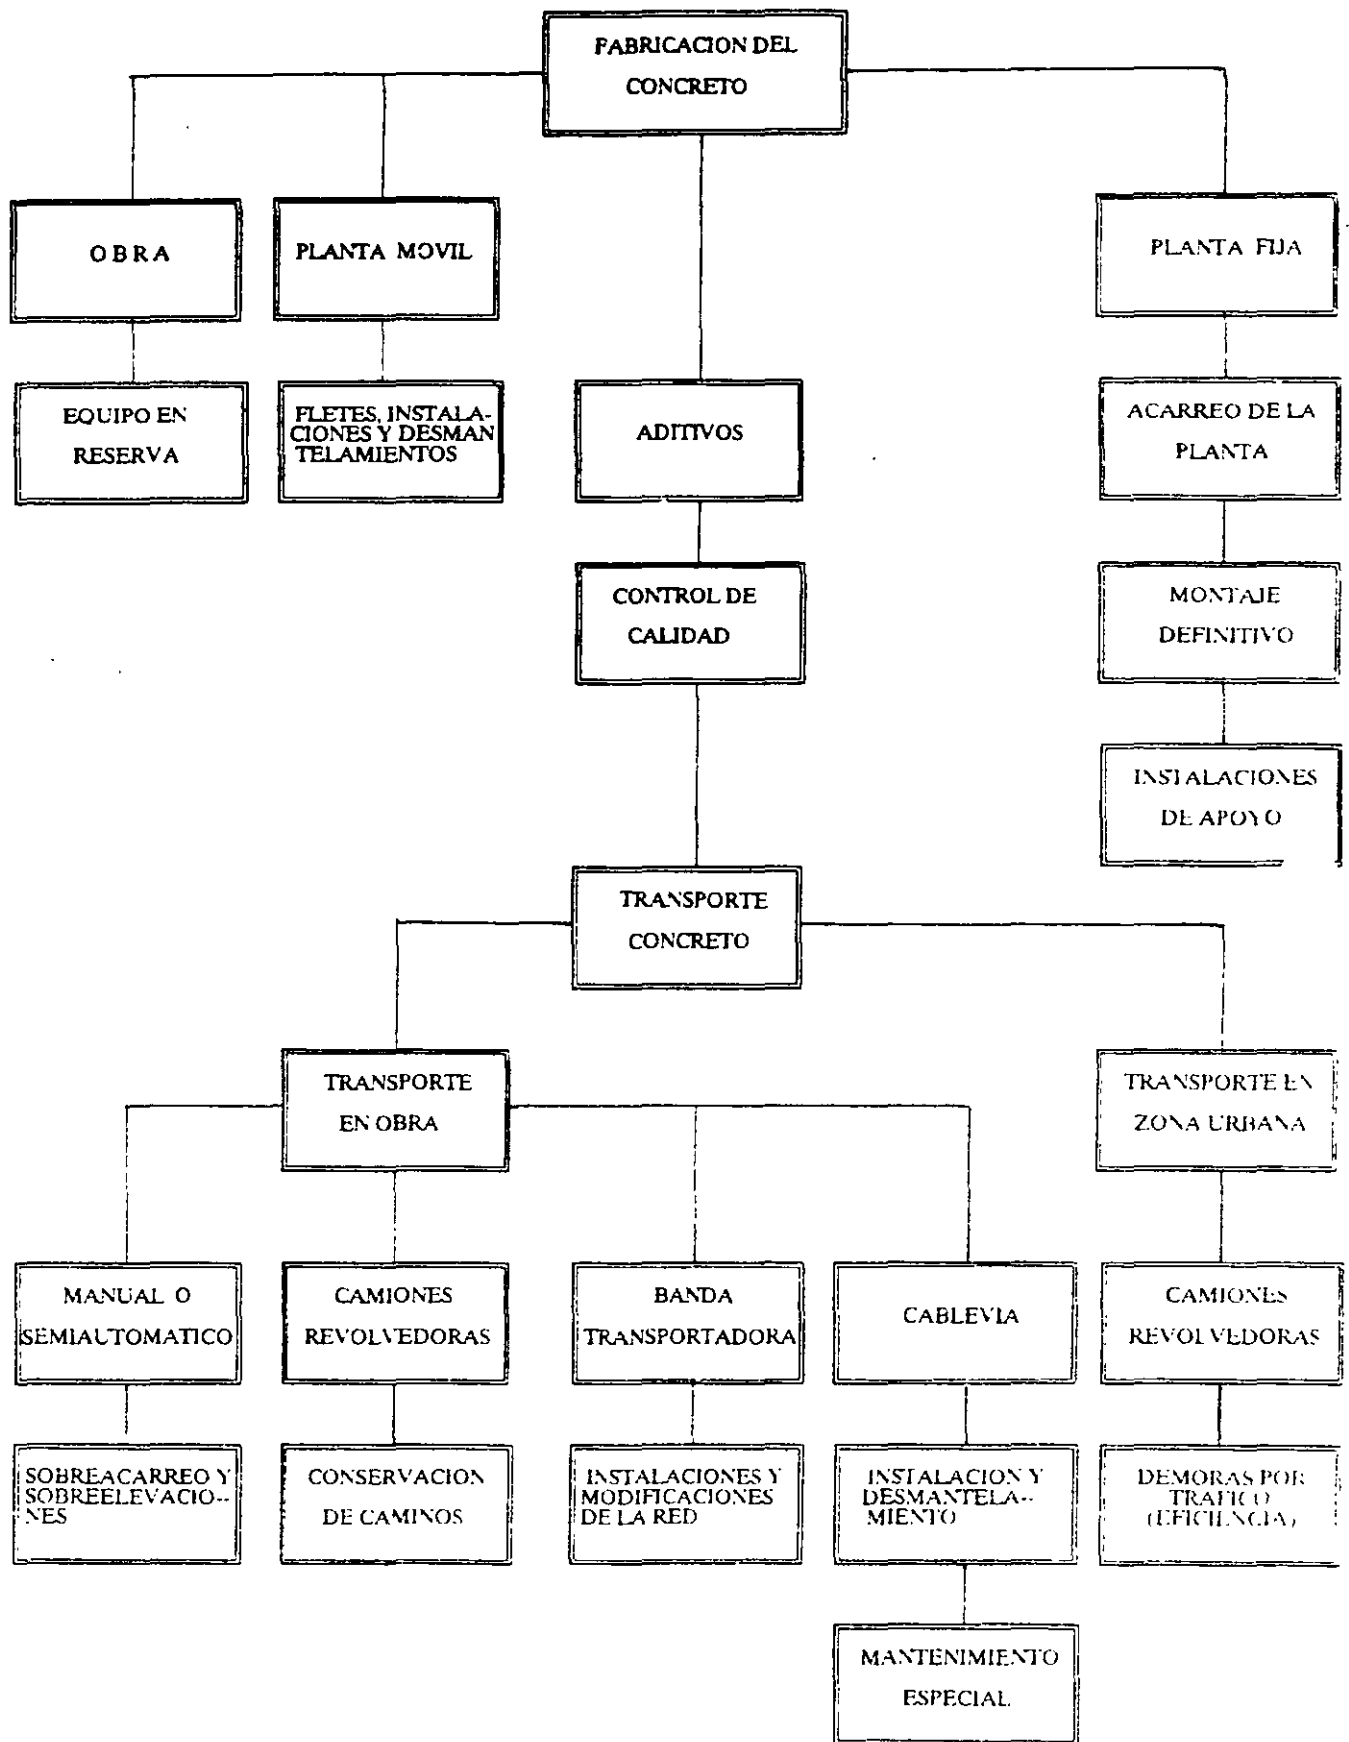 FABRICACION DEL
CONCRETO
O B R A
PLANTA MOVIL
PLANTA FIJA
EQUIPO EN
RESERVA
FLETES, INSTALA-
CIONES Y DESMAN
TELAMIENTOS
ADITIVOS
ACARREO DE LA
PLANTA
CONTROL DE
CALIDAD
MONTAJE
DEFINITIVO
INSTALACIONES
DE APOYO
TRANSPORTE
CONCRETO
TRANSPORTE
EN OBRA
TRANSPORTE EN
ZONA URBANA
MANUAL O
SEMIAUTOMATICO
CAMIONES
REVOLVEDORAS
BANDA
TRANSPORTADORA
CABLEVIA
CAMIONES
REVOLVEDORAS
SOBREACARREO Y
SOBREELEVACIO--
NES
CONSERVACION
DE CAMINOS
INSTALACIONES Y
MODIFICACIONES
DE LA RED
INSTALACION Y
DESMANTELA--
MIENTO
DEMORAS POR
TRAFICO
(EFICIENCIA)
MANTENIMIENTO
ESPECIAL